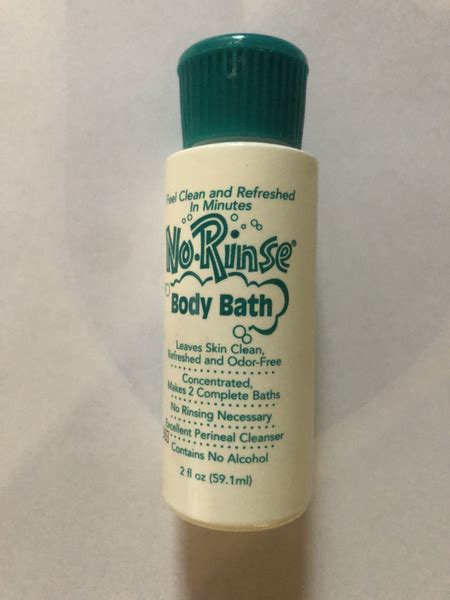 Feel Clean and Refreshed
In Minutes
No·Rinse®
Body Bath
Leaves Skin Clean,
Refreshed and Odor-Free
Concentrated,
Makes 2 Complete Baths
No Rinsing Necessary
Excellent Perineal Cleanser
Contains No Alcohol
2 fl oz (59.1ml)